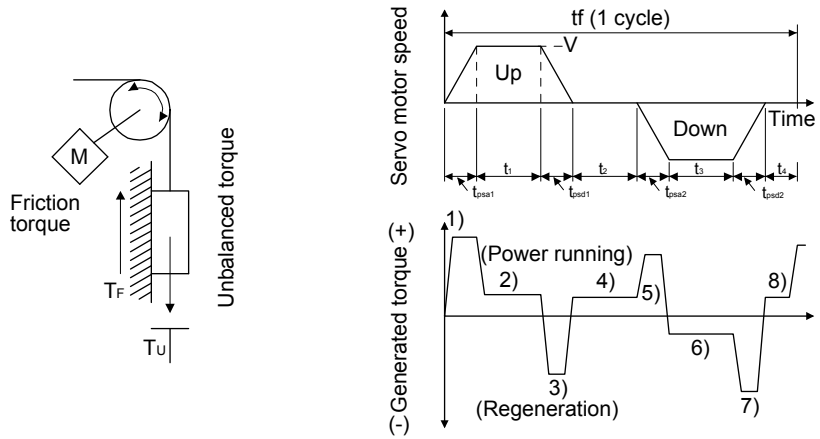 M
Friction
torque
TF
Unbalanced torque
TU
Servo motor speed
tf (1 cycle)
V
Up
Down
Time
tpsa1
t1
tpsd1
t2
tpsa2
t3
tpsd2
t4
(+)
Generated torque
(-)
1)
(Power running)
2)
3)
(Regeneration)
4)
5)
6)
7)
8)